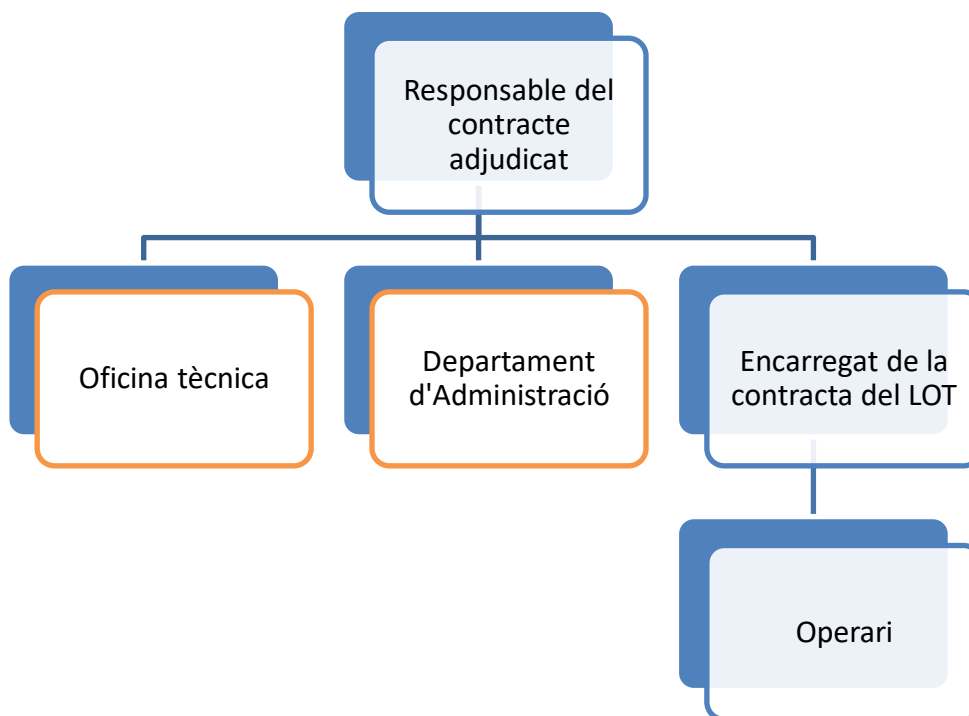 Responsable del
contracte
adjudicat
Oficina tècnica
Departament
d'Administració
Encarregat de la
contracta del LOT
Operari